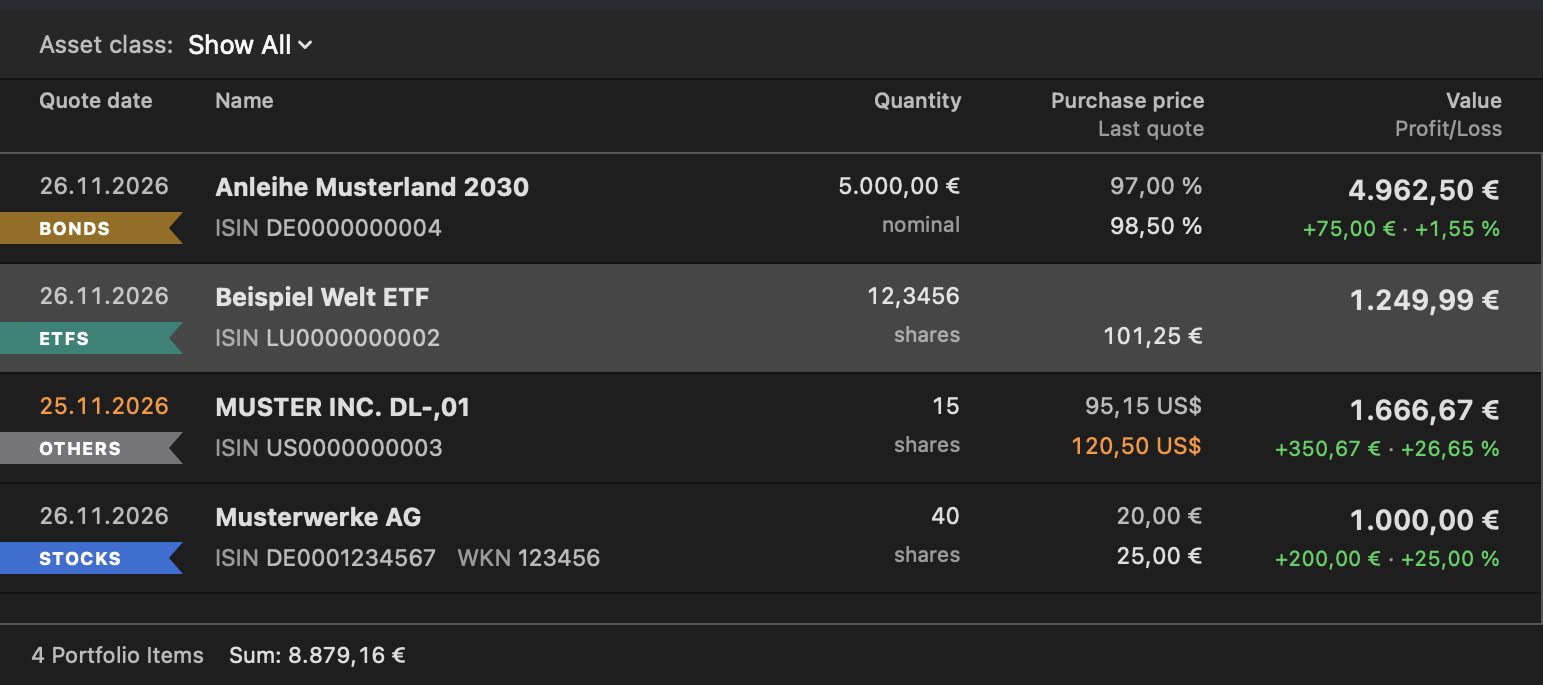 Asset class: Show All
Quote date Name Quantity Purchase price Value
Last quote Profit/Loss
26.11.2026 Anleihe Musterland 2030 5.000,00 € 97,00 % 4.962,50 €
BONDS ISIN DE0000000004 nominal 98,50 % +75,00 € · +1,55 %
26.11.2026 Beispiel Welt ETF 12,3456 1.249,99 €
ETFS ISIN LU0000000002 shares 101,25 €
25.11.2026 MUSTER INC. DL-,01 15 95,15 US$ 1.666,67 €
OTHERS ISIN US0000000003 shares 120,50 US$ +350,67 € · +26,65 %
26.11.2026 Musterwerke AG 40 20,00 € 1.000,00 €
STOCKS ISIN DE0001234567 WKN 123456 shares 25,00 € +200,00 € · +25,00 %
4 Portfolio Items Sum: 8.879,16 €